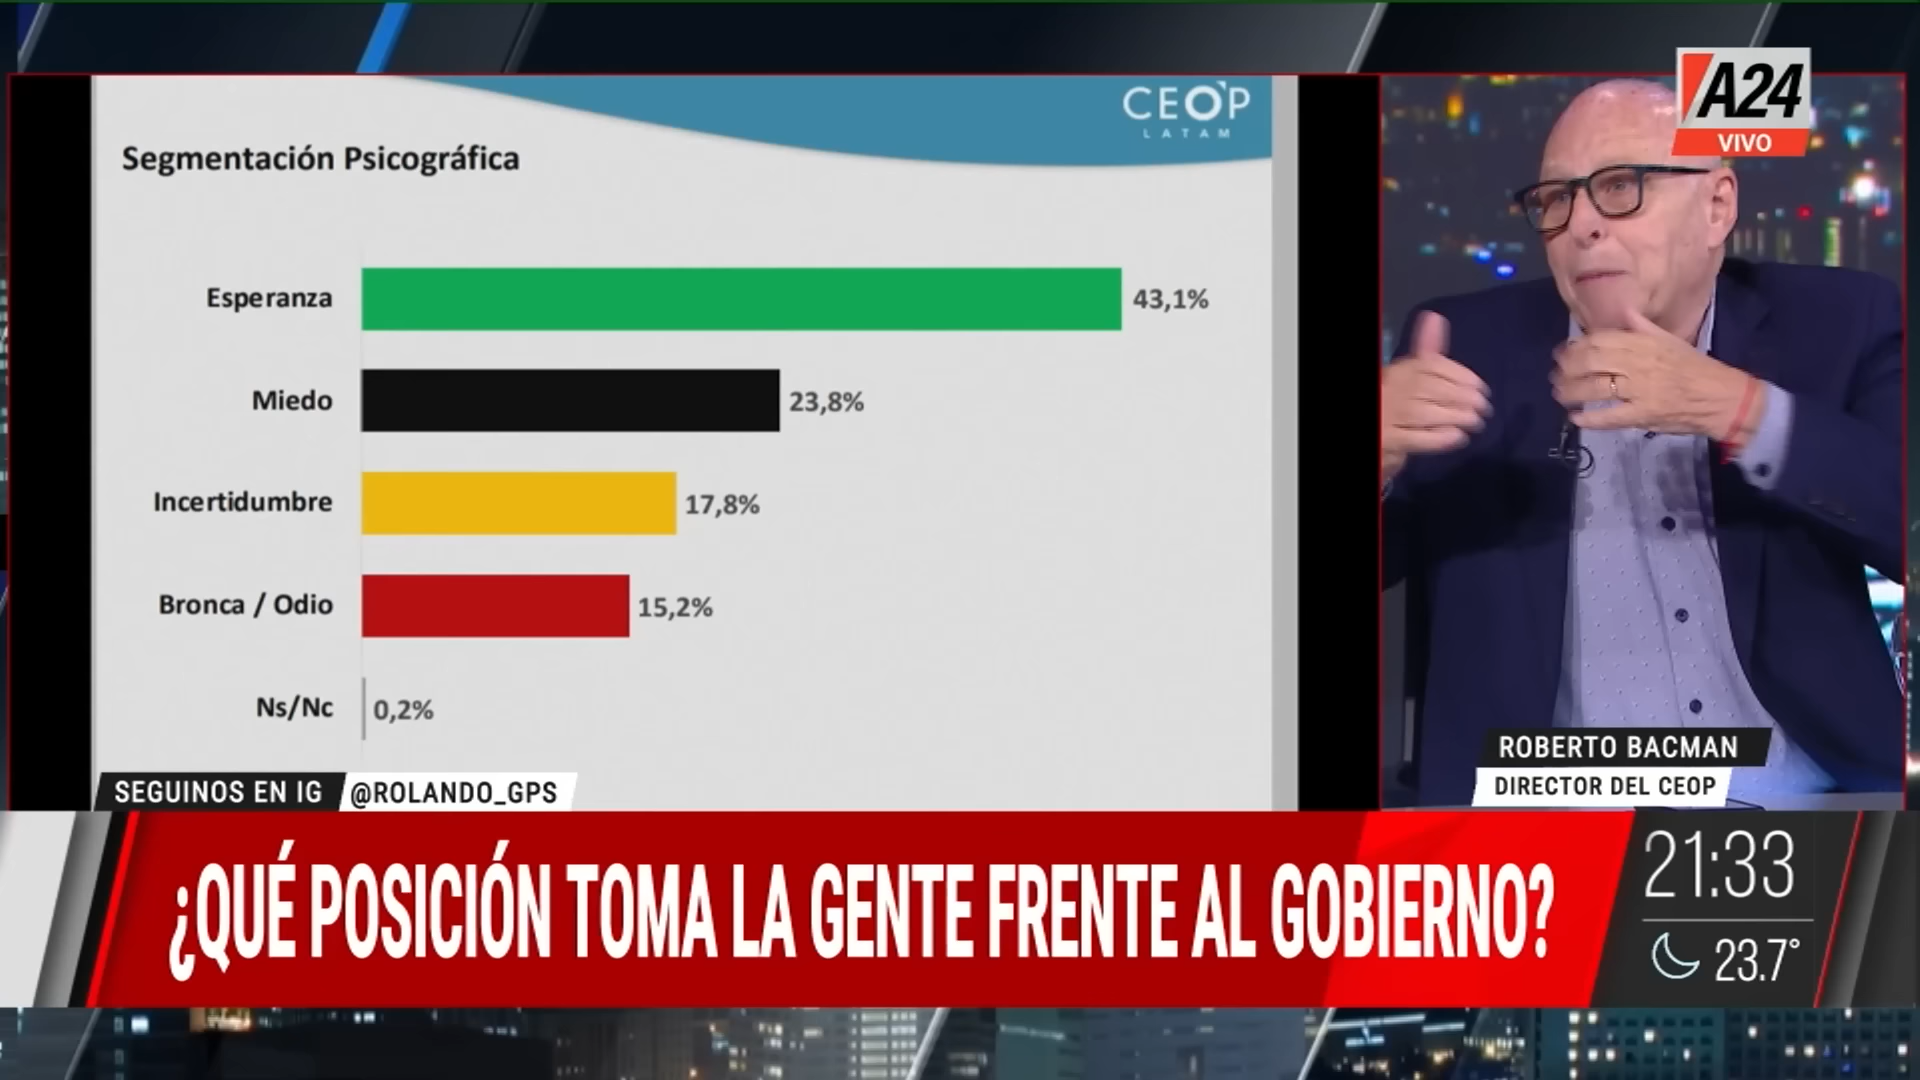 A24
VIVO
CEOP
LATAM
Segmentación Psicográfica
Esperanza 43,1%
Miedo 23,8%
Incertidumbre 17,8%
Bronca / Odio 15,2%
Ns/Nc 0,2%
SEGUINOS EN IG @ROLANDO_GPS
ROBERTO BACMAN
DIRECTOR DEL CEOP
¿QUÉ POSICIÓN TOMA LA GENTE FRENTE AL GOBIERNO?
21:33
23.7°